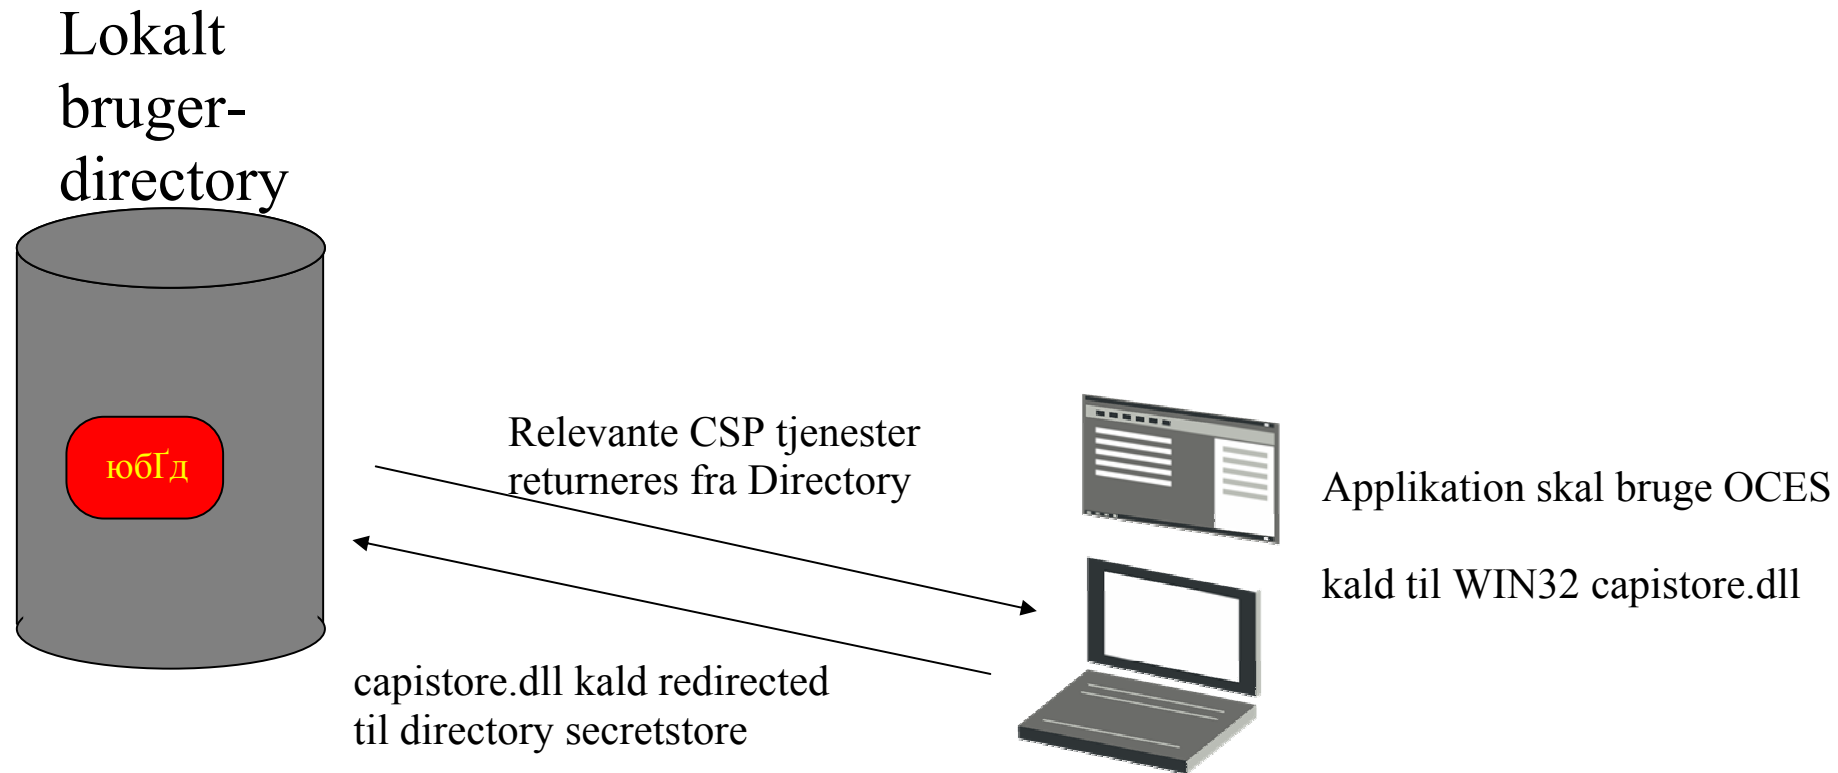 Lokalt
bruger-
directory
юбҐд
Relevante CSP tjenester
returneres fra Directory
Applikation skal bruge OCES
kald til WIN32 capistore.dll
capistore.dll kald redirected
til directory secretstore